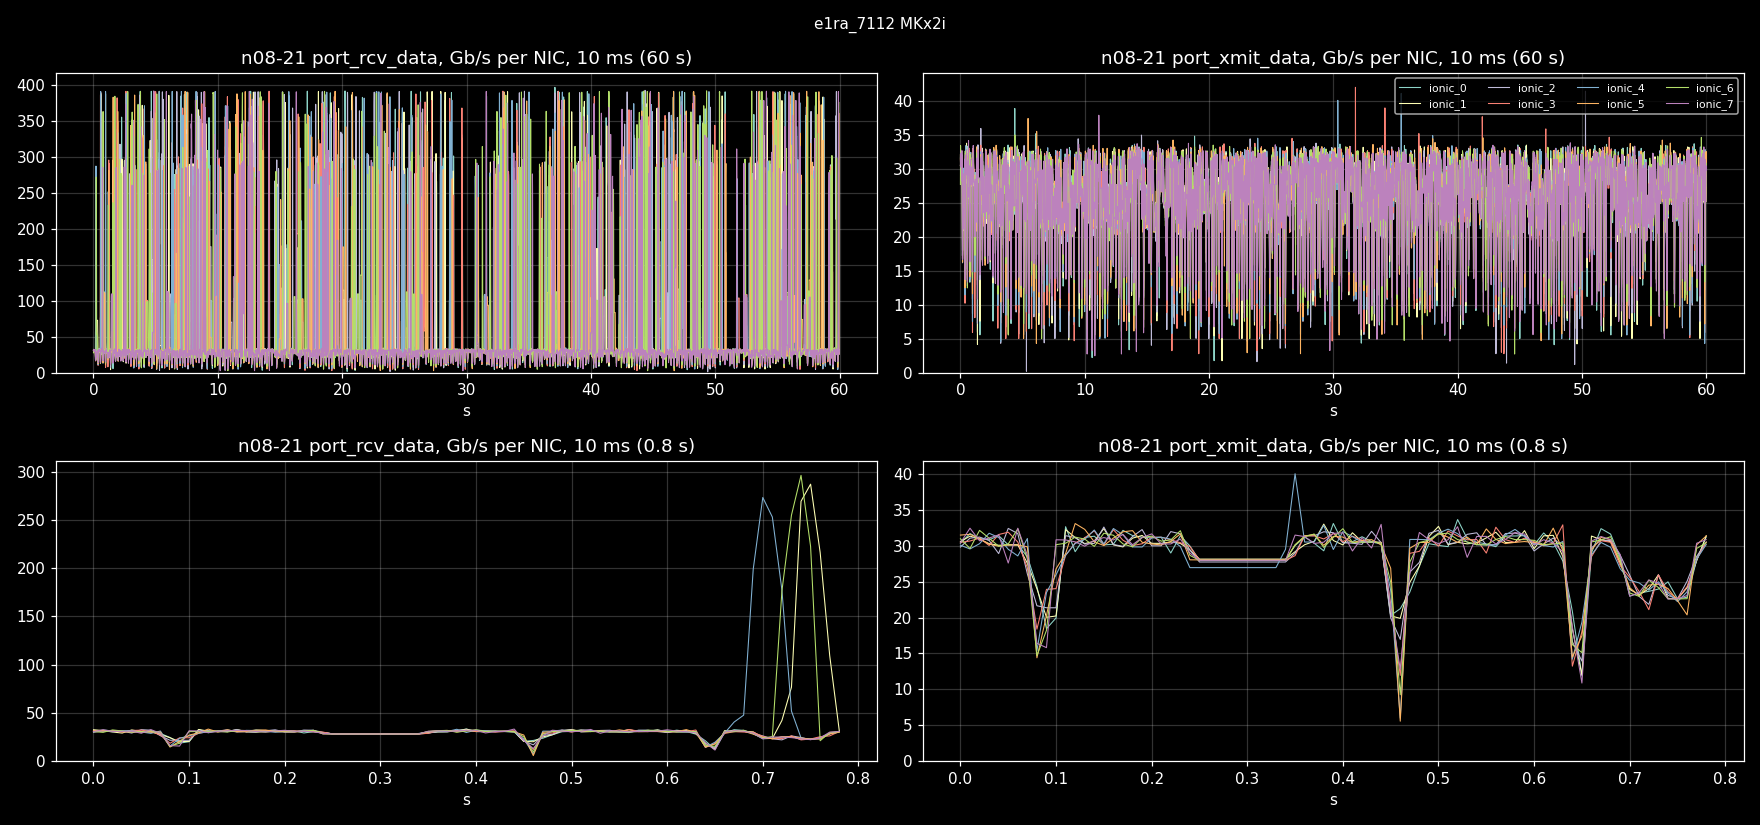 e1ra_7112 MKx2i
n08-21 port_rcv_data, Gb/s per NIC, 10 ms (60 s)
400
350
300
250
200
150
100
50
0
0 10 20 30 40 50 60
s
n08-21 port_xmit_data, Gb/s per NIC, 10 ms (60 s)
ionic_0 ionic_2 ionic_4 ionic_6
ionic_1 ionic_3 ionic_5 ionic_7
40
35
30
25
20
15
10
5
0
0 10 20 30 40 50 60
s
n08-21 port_rcv_data, Gb/s per NIC, 10 ms (0.8 s)
300
250
200
150
100
50
0
0.0 0.1 0.2 0.3 0.4 0.5 0.6 0.7 0.8
s
n08-21 port_xmit_data, Gb/s per NIC, 10 ms (0.8 s)
40
35
30
25
20
15
10
5
0
0.0 0.1 0.2 0.3 0.4 0.5 0.6 0.7 0.8
s